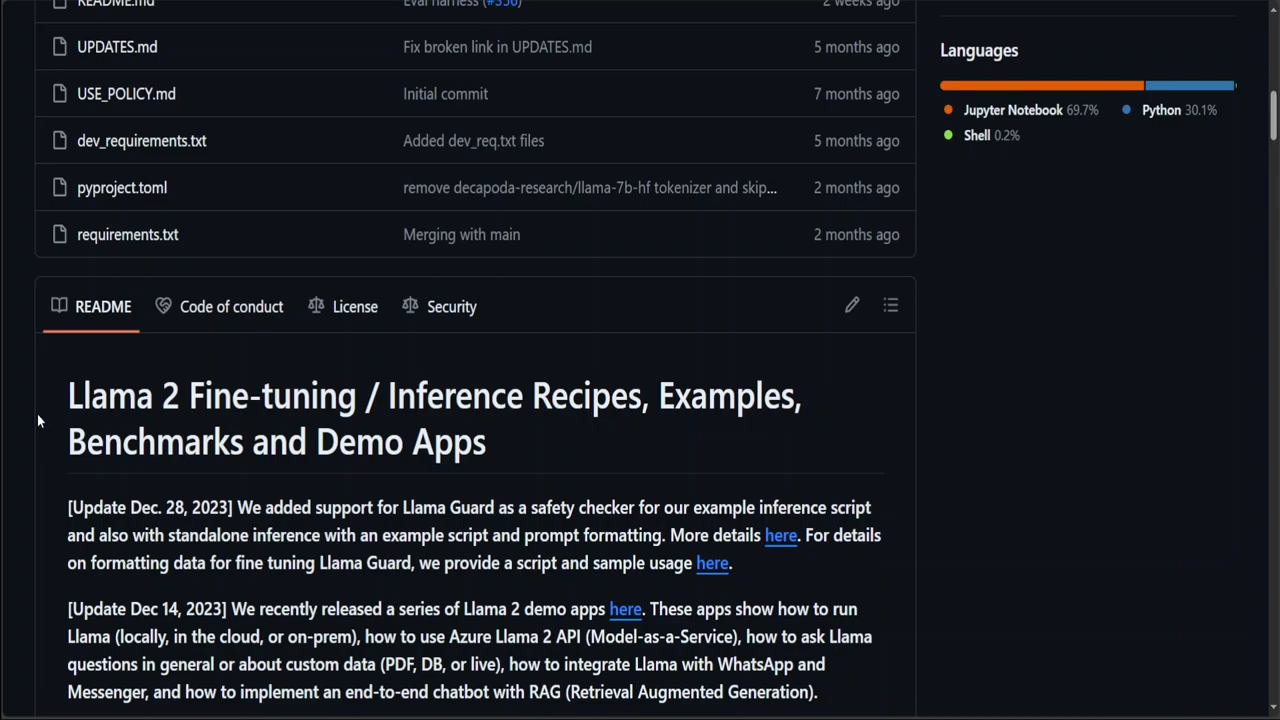 README.md Eval harness (#350) 2 weeks ago
UPDATES.md Fix broken link in UPDATES.md 5 months ago
USE_POLICY.md Initial commit 7 months ago
dev_requirements.txt Added dev_req.txt files 5 months ago
pyproject.toml remove decapoda-research/llama-7b-hf tokenizer and skip... 2 months ago
requirements.txt Merging with main 2 months ago
Languages
Jupyter Notebook 69.7% Python 30.1%
Shell 0.2%
README Code of conduct License Security
Llama 2 Fine-tuning / Inference Recipes, Examples,
Benchmarks and Demo Apps
[Update Dec. 28, 2023] We added support for Llama Guard as a safety checker for our example inference script
and also with standalone inference with an example script and prompt formatting. More details here. For details
on formatting data for fine tuning Llama Guard, we provide a script and sample usage here.
[Update Dec 14, 2023] We recently released a series of Llama 2 demo apps here. These apps show how to run
Llama (locally, in the cloud, or on-prem), how to use Azure Llama 2 API (Model-as-a-Service), how to ask Llama
questions in general or about custom data (PDF, DB, or live), how to integrate Llama with WhatsApp and
Messenger, and how to implement an end-to-end chatbot with RAG (Retrieval Augmented Generation).